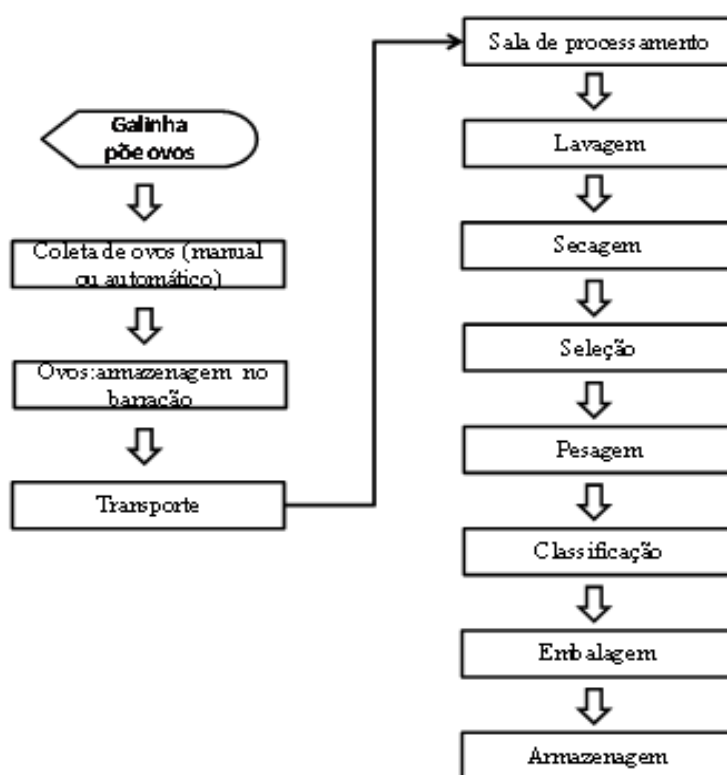 Galinha
põe ovos
Coleta de ovos (manual
ou automático)
Ovos:armazenagem no
barracão
Transporte
Sala de processamento
Lavagem
Secagem
Seleção
Pesagem
Classificação
Embalagem
Armazenagem